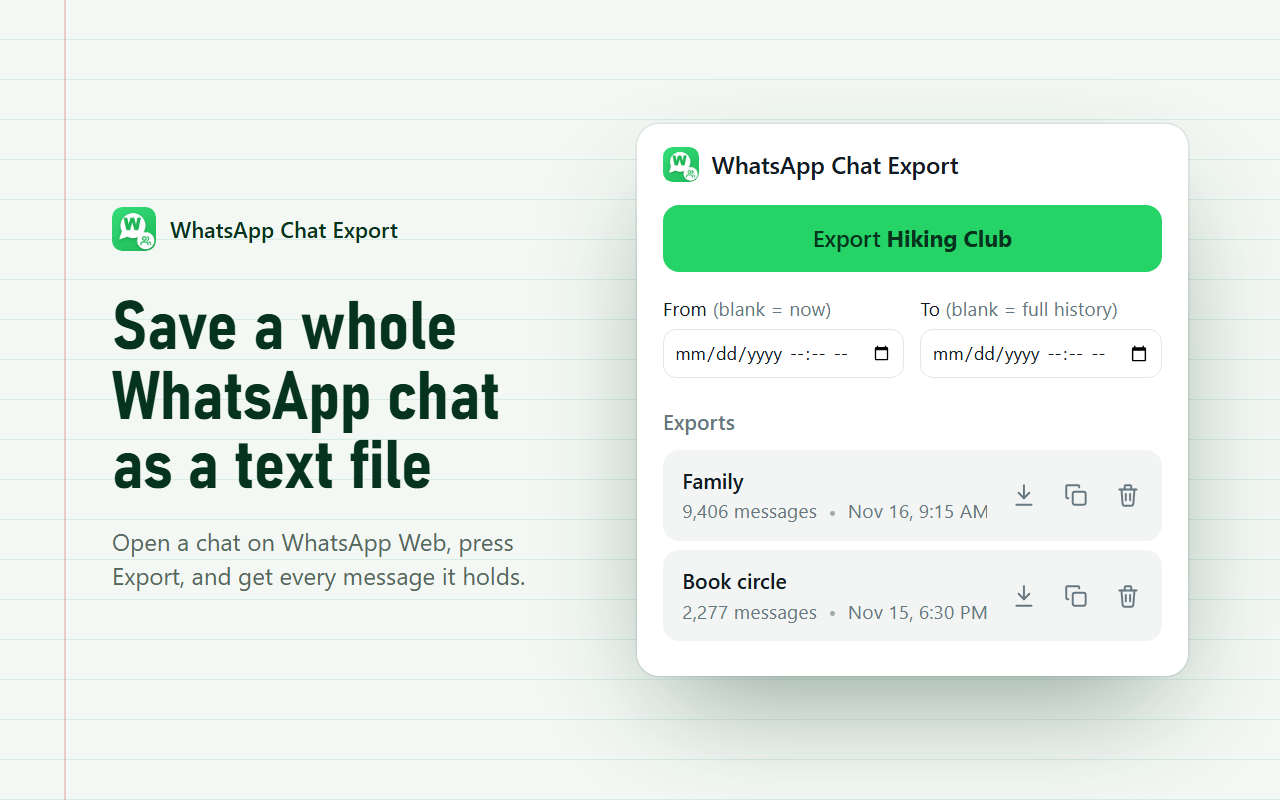 WhatsApp Chat Export
Save a whole
WhatsApp chat
as a text file
Open a chat on WhatsApp Web, press
Export, and get every message it holds.
WhatsApp Chat Export
Export Hiking Club
From (blank = now)
To (blank = full history)
mm/dd/yyyy --:-- --
mm/dd/yyyy --:-- --
Exports
Family
9,406 messages • Nov 16, 9:15 AM
Book circle
2,277 messages • Nov 15, 6:30 PM